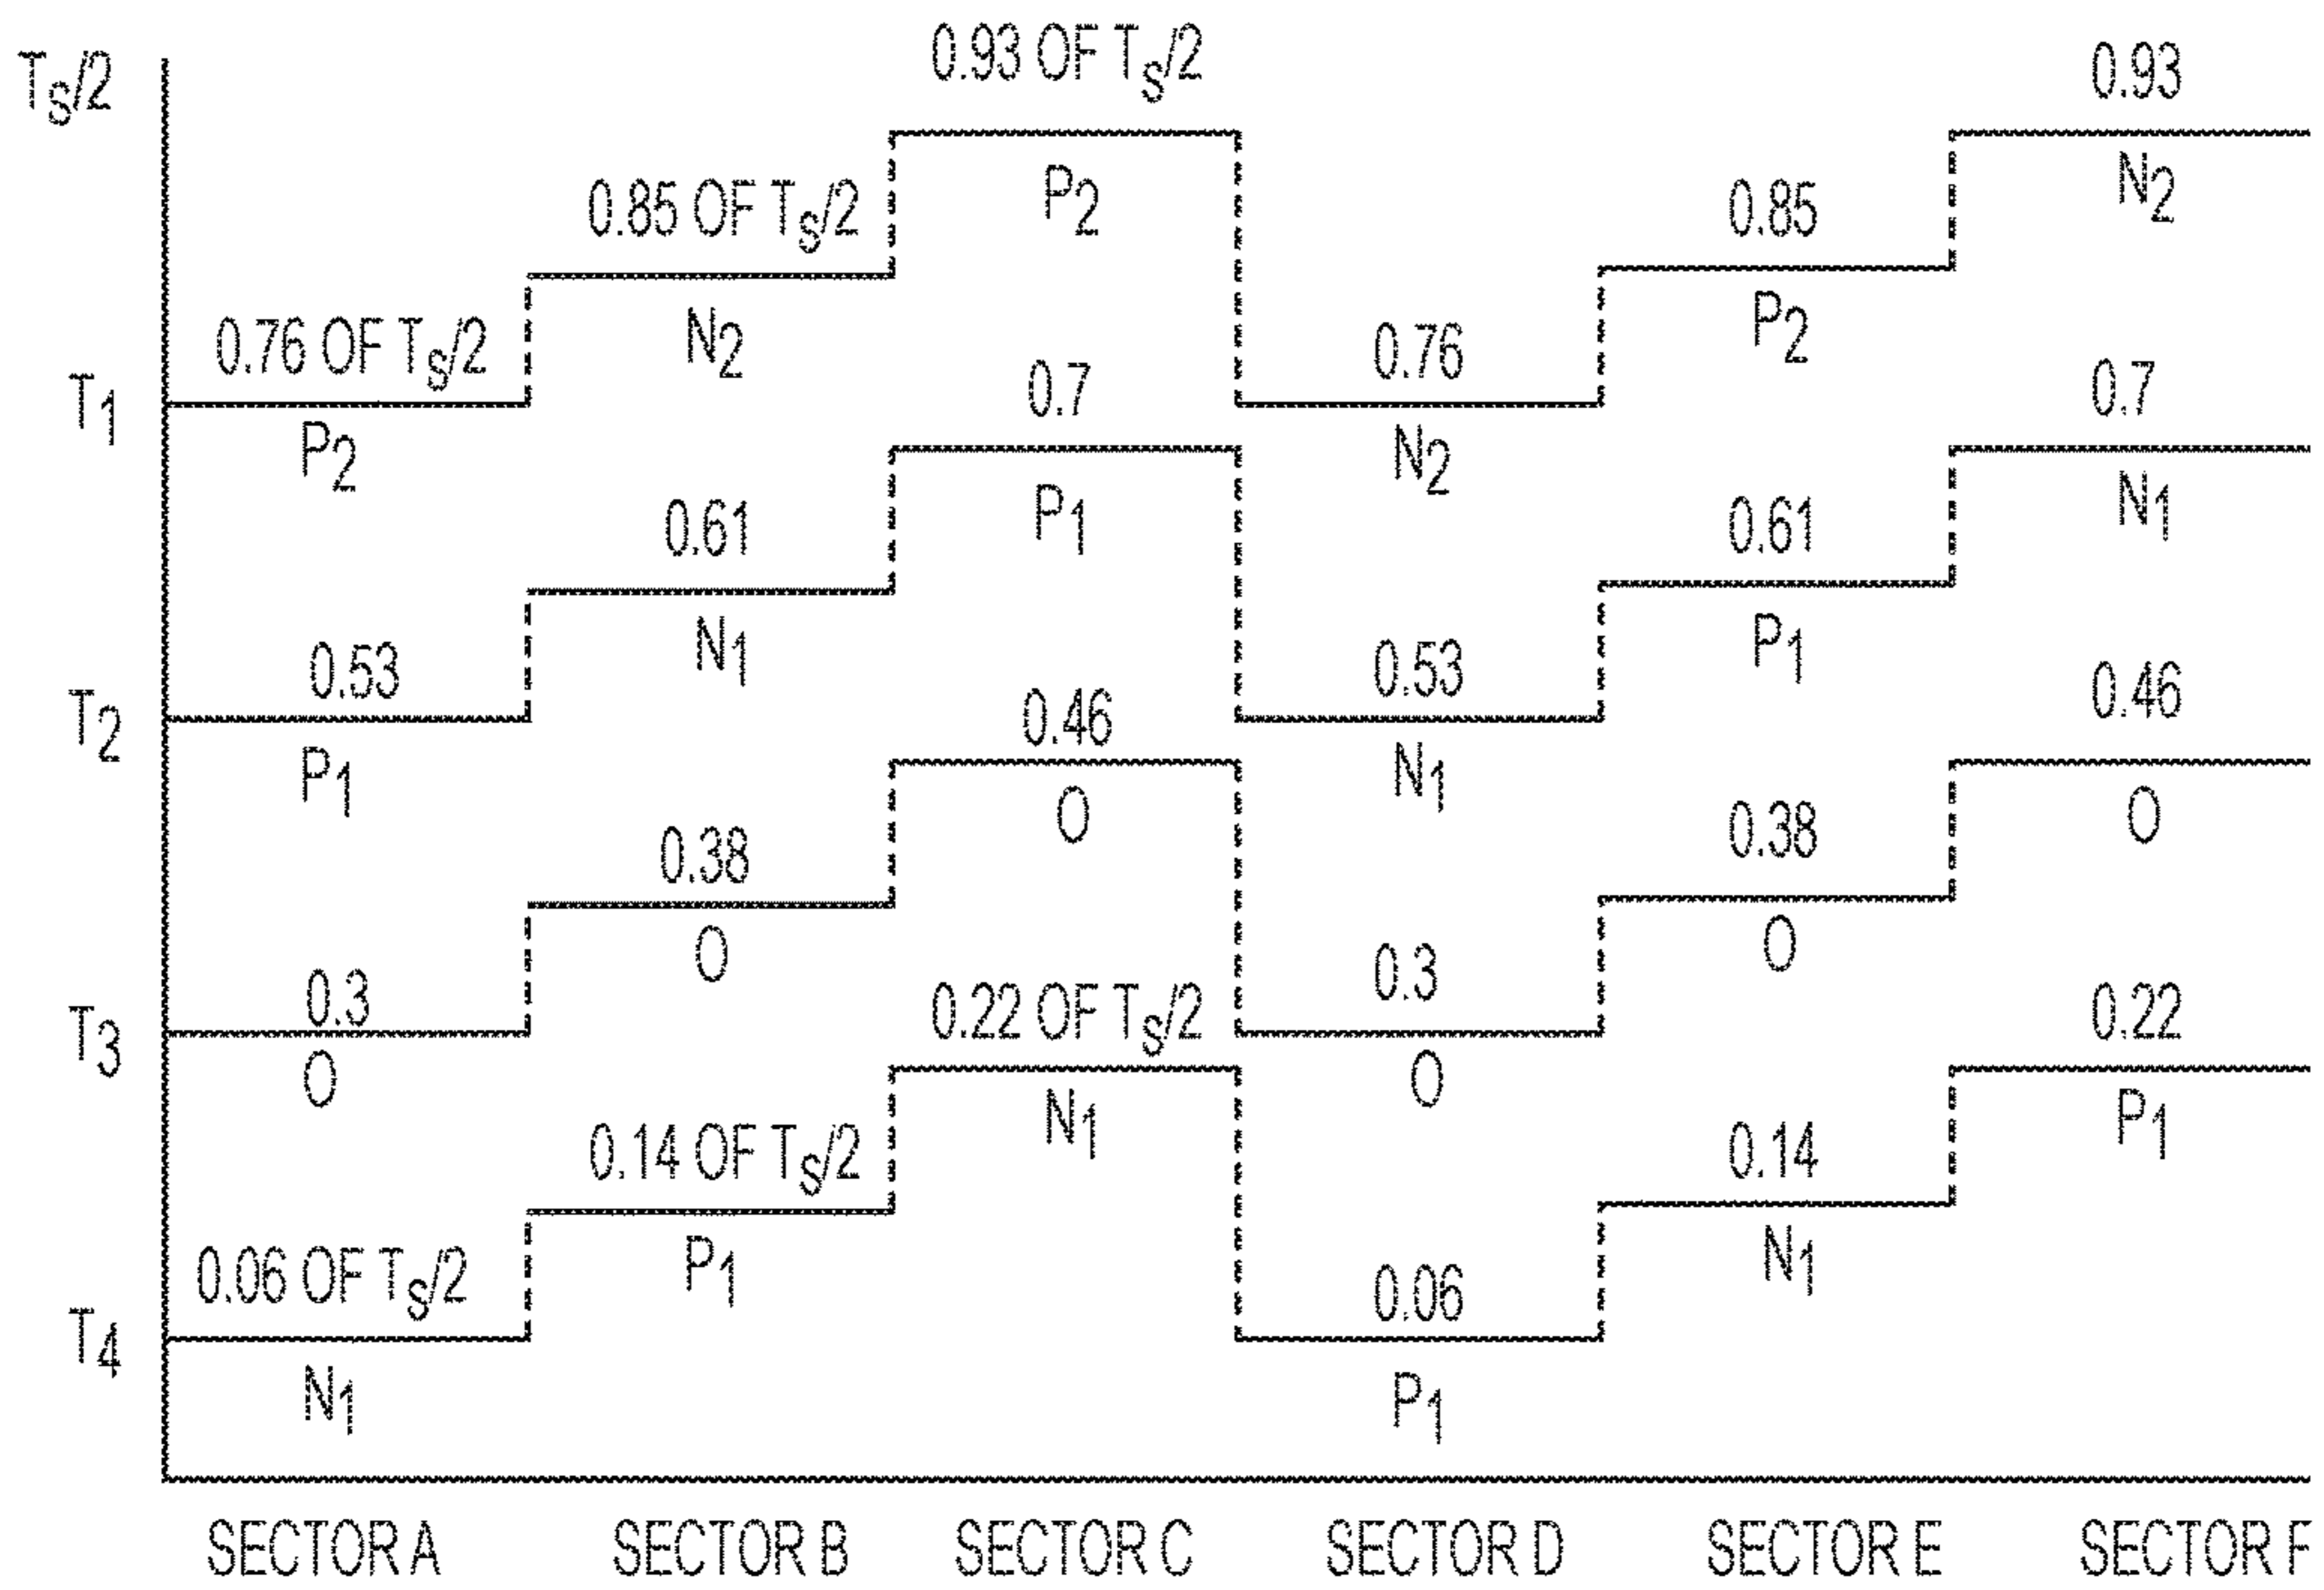 0.93 OF TS/2
TS/2 0.93
0.85 OF TS/2 P2 0.85 N2
0.76 OF TS/2 N2 0.76 P2
T1 0.7 0.7
P2 N2
0.61 P1 0.61 N1
0.53 N1 0.53 P1
T2 0.46 0.46
P1 N1
0.38 O 0.38 O
0.3 O 0.3 O
T3 0.22 OF TS/2 0.22
O O
0.14 OF TS/2 N1 0.14 P1
0.06 OF TS/2 P1 0.06 N1
T4
N1 P1
SECTOR A SECTOR B SECTOR C SECTOR D SECTOR E SECTOR F